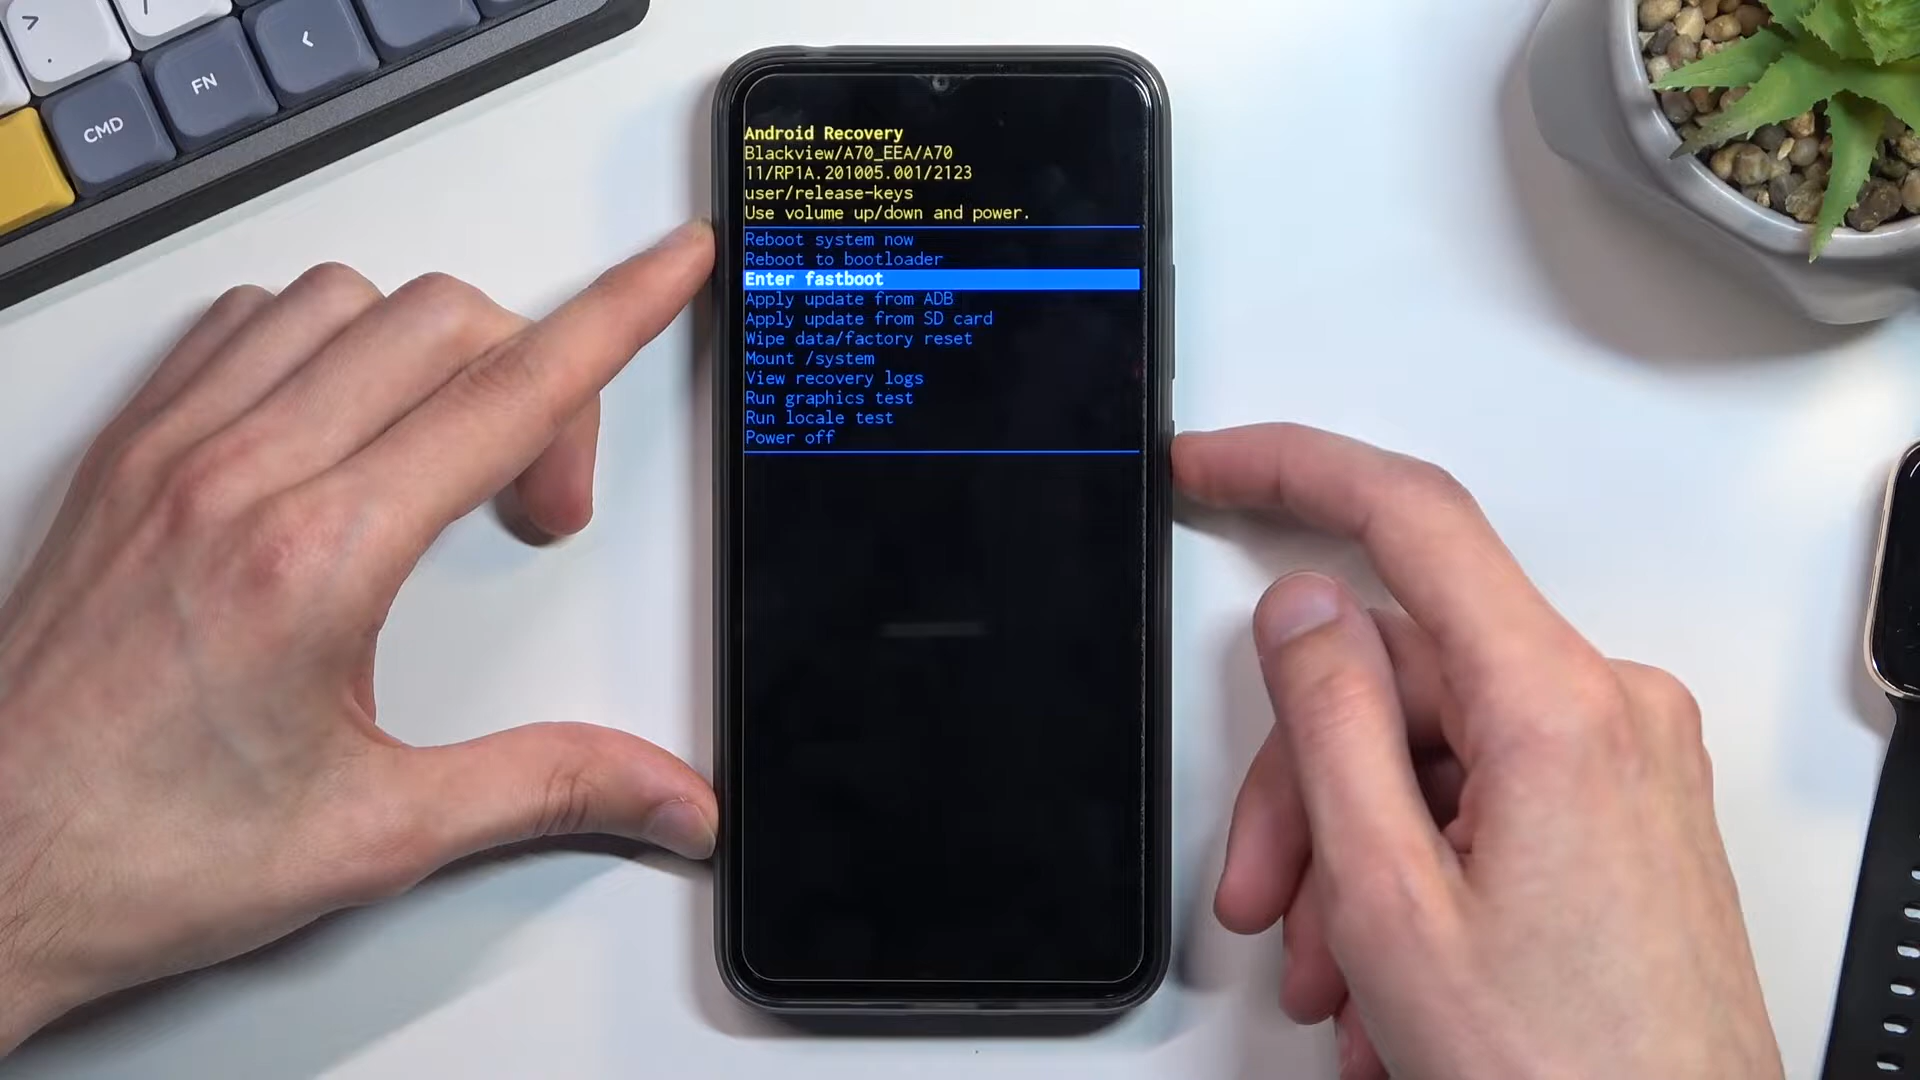 >
.
/
<
FN
CMD
Android Recovery
Blackview/A70_EEA/A70
11/RP1A.201005.001/2123
user/release-keys
Use volume up/down and power.
Reboot system now
Reboot to bootloader
Enter fastboot
Apply update from ADB
Apply update from SD card
Wipe data/factory reset
Mount /system
View recovery logs
Run graphics test
Run locale test
Power off